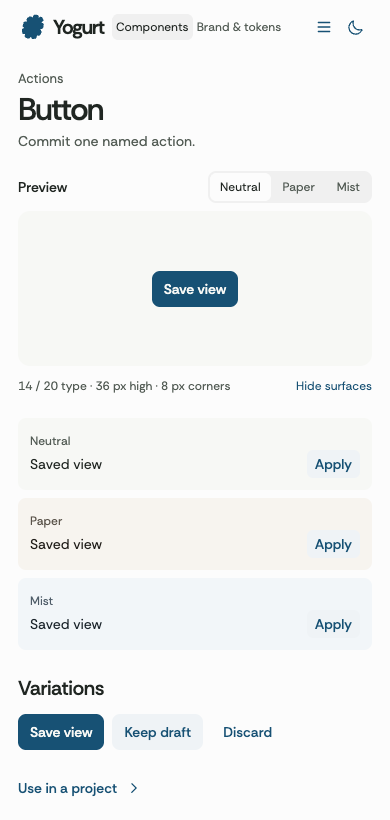 Yogurt Components Brand & tokens
Actions
Button
Commit one named action.
Preview Neutral Paper Mist
Save view
14 / 20 type · 36 px high · 8 px corners Hide surfaces
Neutral
Saved view Apply
Paper
Saved view Apply
Mist
Saved view Apply
Variations
Save view Keep draft Discard
Use in a project